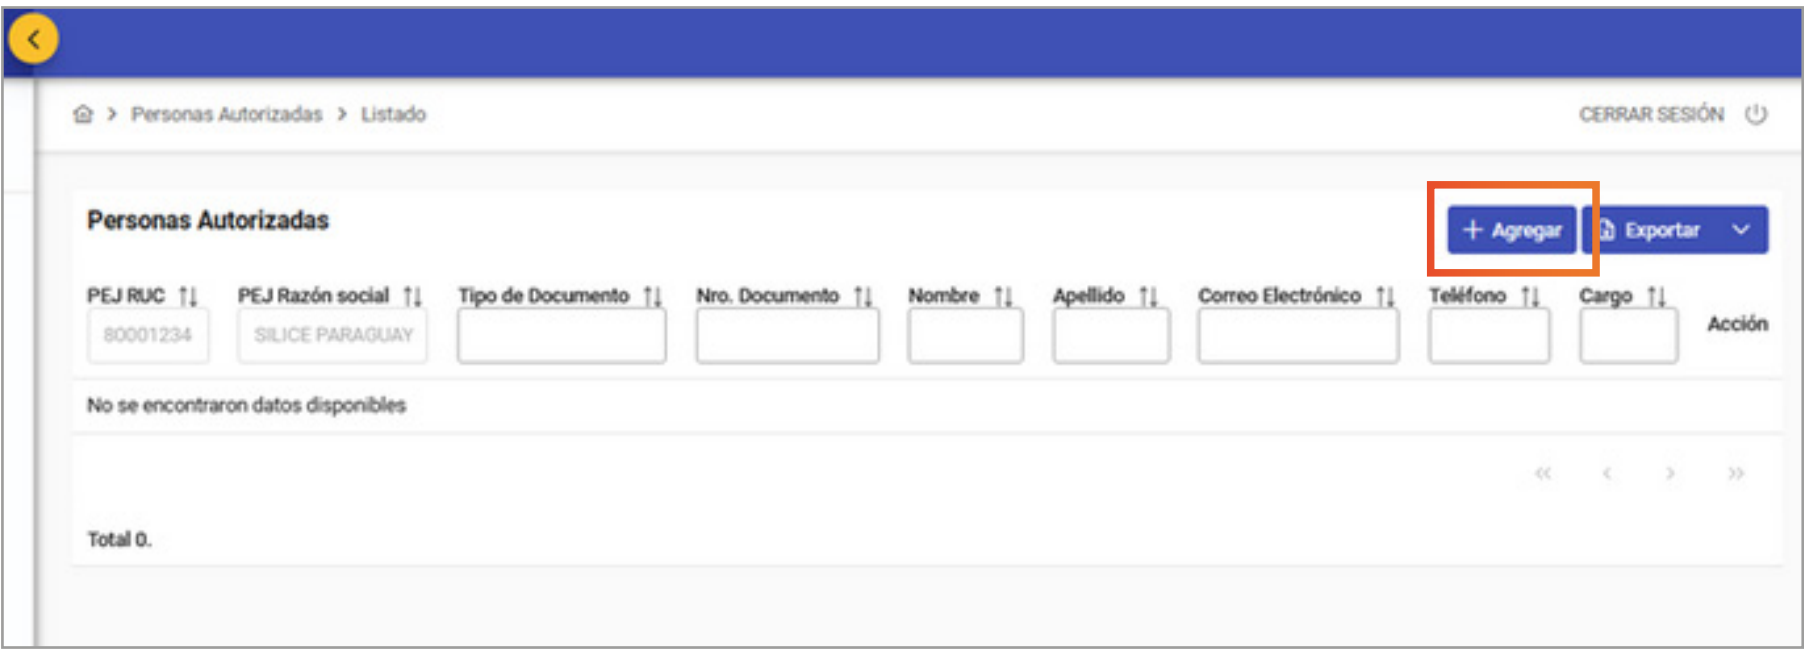 Personas Autorizadas > Listado
CERRAR SESIÓN
Personas Autorizadas
+ Agregar
Exportar
PEJ RUC PEJ Razón social Tipo de Documento Nro. Documento Nombre Apellido Correo Electrónico Teléfono Cargo Acción
80001234 SILICE PARAGUAY
No se encontraron datos disponibles
Total 0.